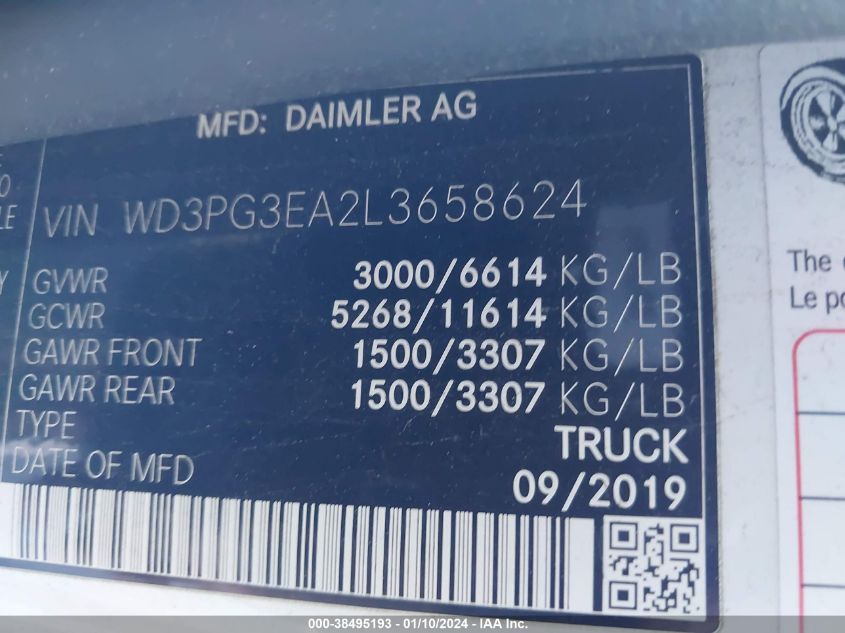 MFD: DAIMLER AG
VIN WD3PG3EA2L3658624
GVWR 3000/6614 KG/LB
GCWR 5268/11614 KG/LB
GAWR FRONT 1500/3307 KG/LB
GAWR REAR 1500/3307 KG/LB
TYPE TRUCK
DATE OF MFD 09/2019
The
Le
000-38495193 - 01/10/2024 - IAA Inc.